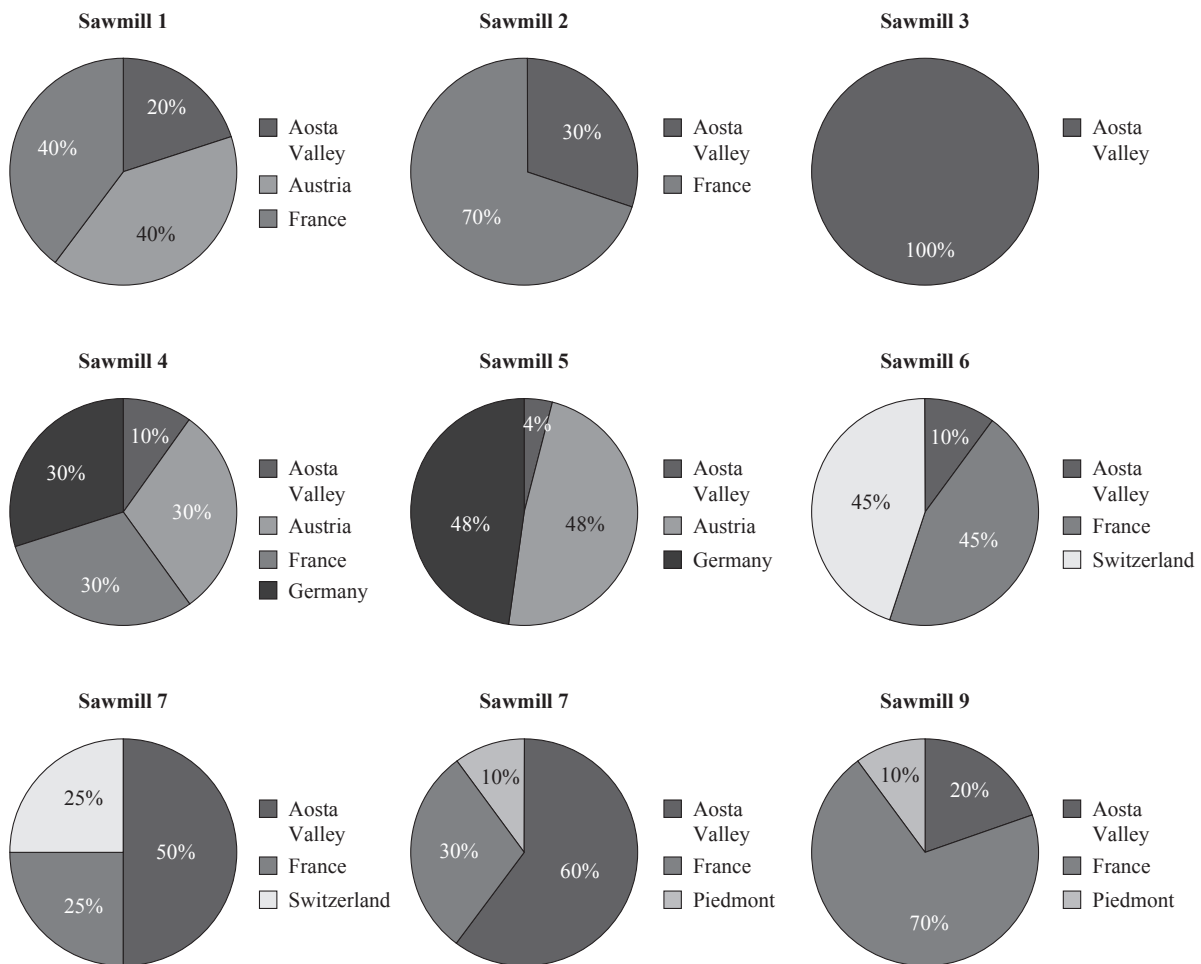 Sawmill 1
20%
40%
40%
Aosta
Valley
Austria
France
Sawmill 2
30%
70%
Aosta
Valley
France
Sawmill 3
100%
Aosta
Valley
Sawmill 4
10%
30%
30%
30%
Aosta
Valley
Austria
France
Germany
Sawmill 5
4%
48%
48%
Aosta
Valley
Austria
Germany
Sawmill 6
10%
45%
45%
Aosta
Valley
France
Switzerland
Sawmill 7
25%
50%
25%
Aosta
Valley
France
Switzerland
Sawmill 7
10%
30%
60%
Aosta
Valley
France
Piedmont
Sawmill 9
10%
20%
70%
Aosta
Valley
France
Piedmont